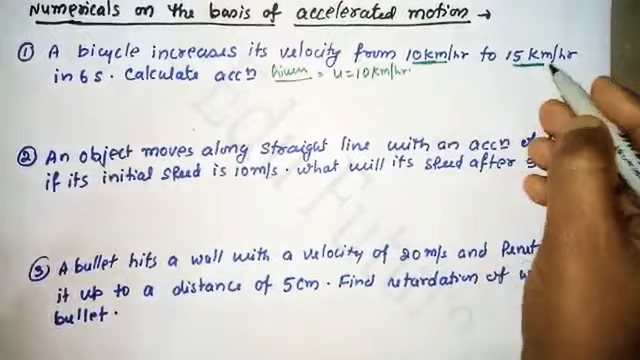 Numericals on the basis of accelerated motion →
① A bicycle increases its velocity from 10km/hr to 15 km/hr
in 6 s. Calculate accn Given = u=10km/hr.
② An object moves along straight line with an accn
if its initial speed is 10m/s. what will its speed after
③ A bullet hits a wall with a velocity of 20m/s and
it up to a distance of 5cm. Find retardation of
bullet.